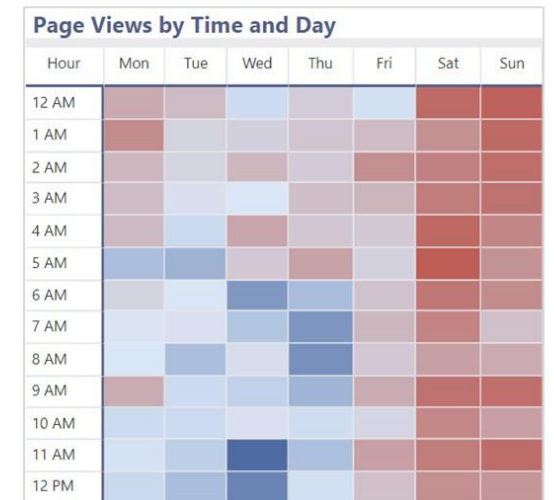 Page Views by Time and Day
Hour Mon Tue Wed Thu Fri Sat Sun
12 AM
1 AM
2 AM
3 AM
4 AM
5 AM
6 AM
7 AM
8 AM
9 AM
10 AM
11 AM
12 PM